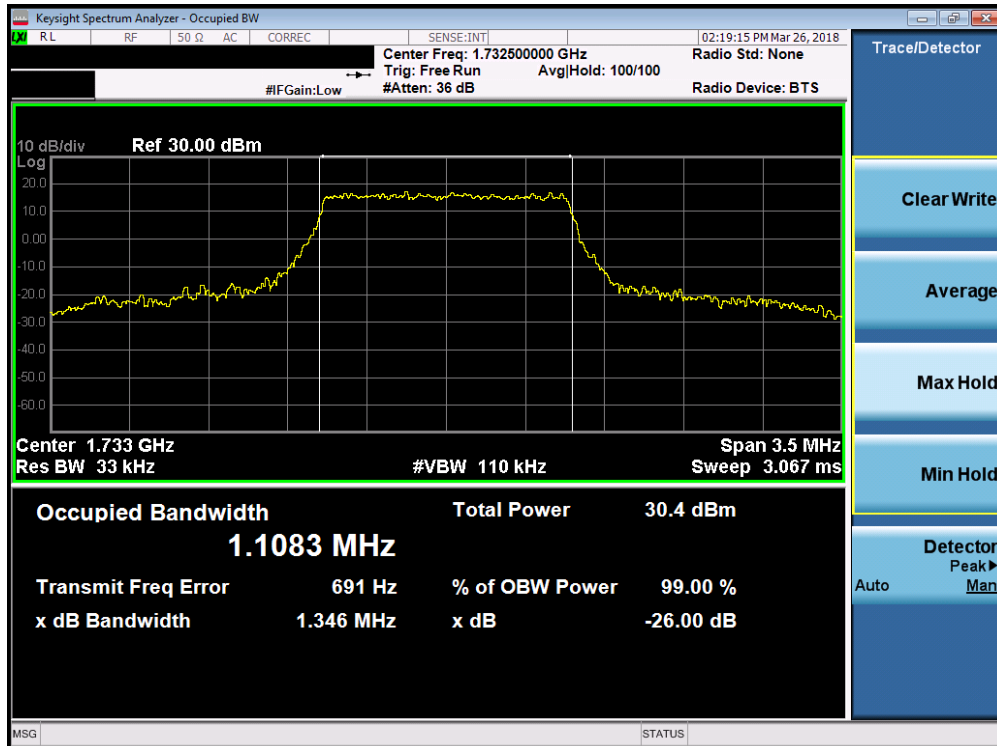 Keysight Spectrum Analyzer - Occupied BW
LXI RL RF 50 Ω AC CORREC SENSE:INT 02:19:15 PM Mar 26, 2018
Center Freq: 1.732500000 GHz Radio Std: None
Trig: Free Run Avg|Hold: 100/100
#IFGain:Low #Atten: 36 dB Radio Device: BTS
10 dB/div Ref 30.00 dBm
Log
20.0
10.0
0.00
-10.0
-20.0
-30.0
-40.0
-50.0
-60.0
Center 1.733 GHz Span 3.5 MHz
Res BW 33 kHz #VBW 110 kHz Sweep 3.067 ms
Occupied Bandwidth Total Power 30.4 dBm
1.1083 MHz
Transmit Freq Error 691 Hz % of OBW Power 99.00 %
x dB Bandwidth 1.346 MHz x dB -26.00 dB
MSG STATUS
Trace/Detector
Clear Write
Average
Max Hold
Min Hold
Detector
Peak▶
Auto Man